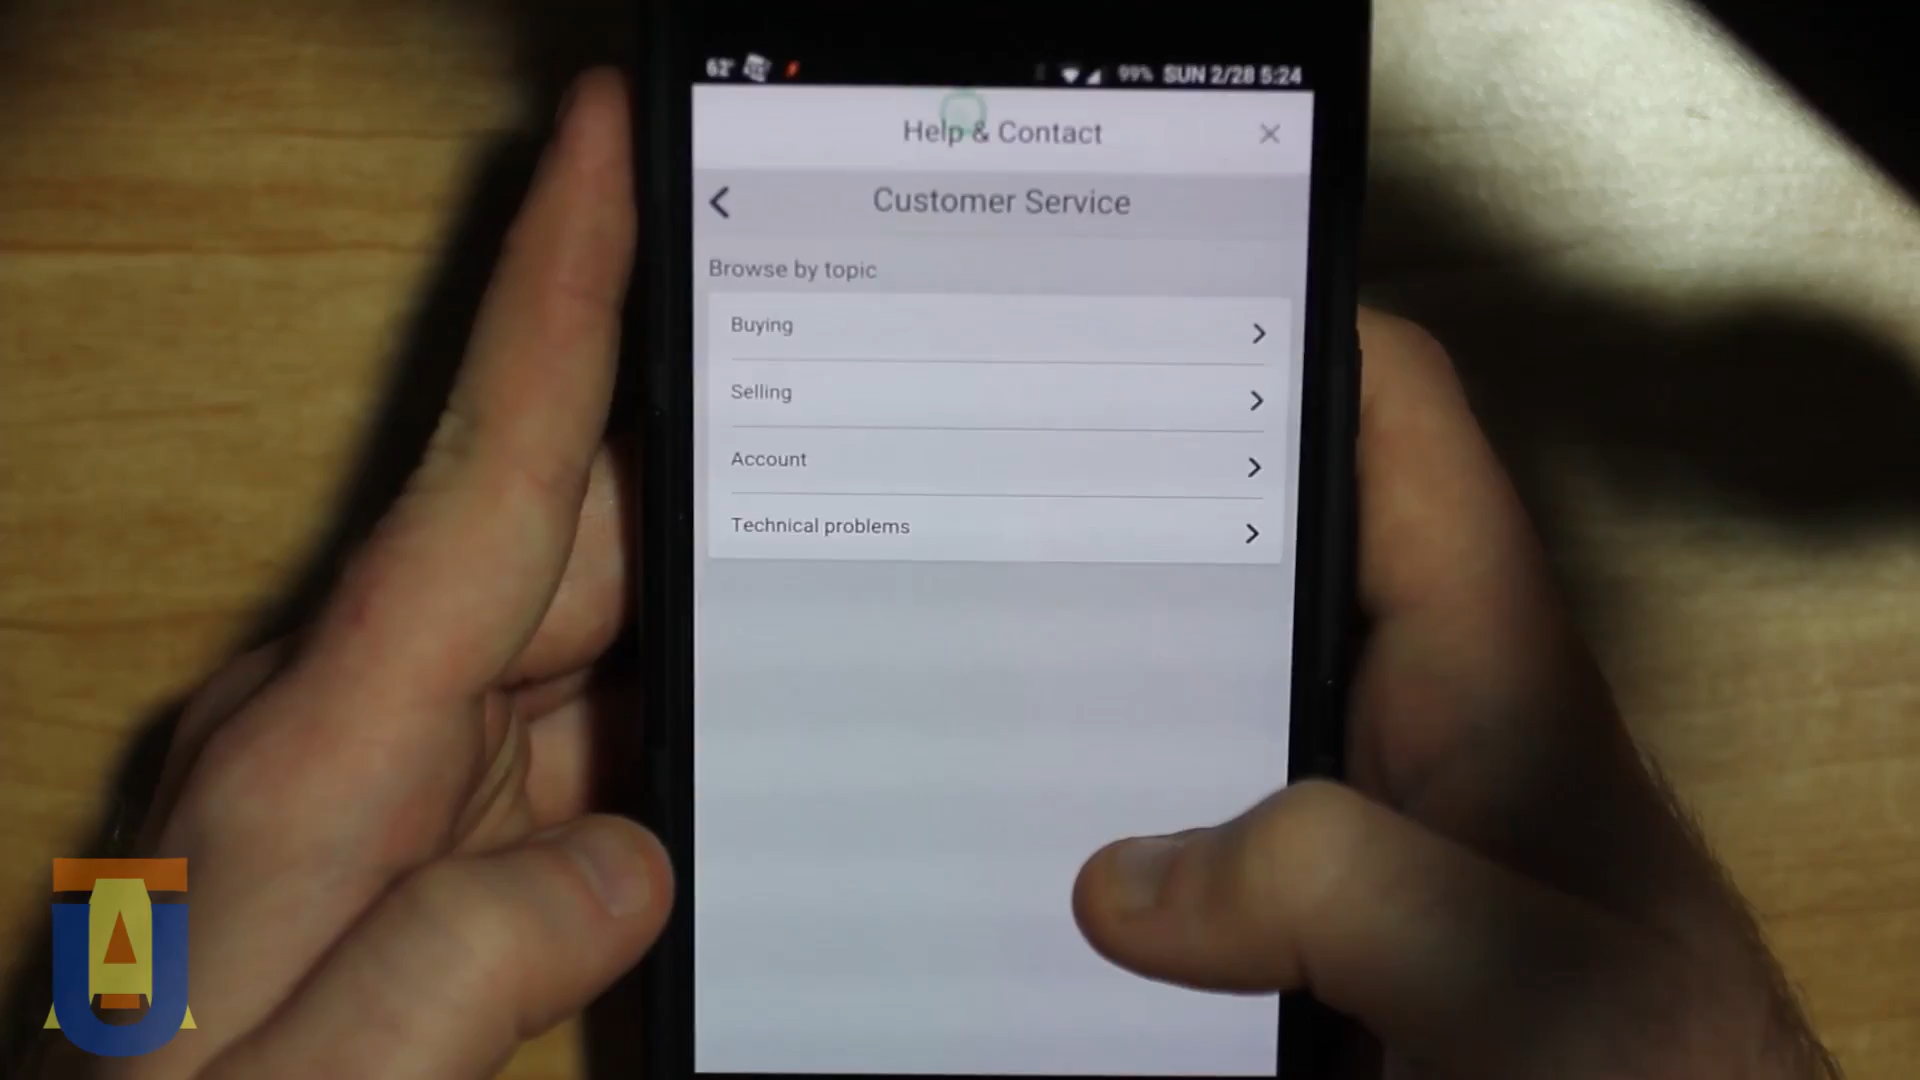 62° 99% SUN 2/28 5:24
Help & Contact
Customer Service
Browse by topic
Buying
Selling
Account
Technical problems